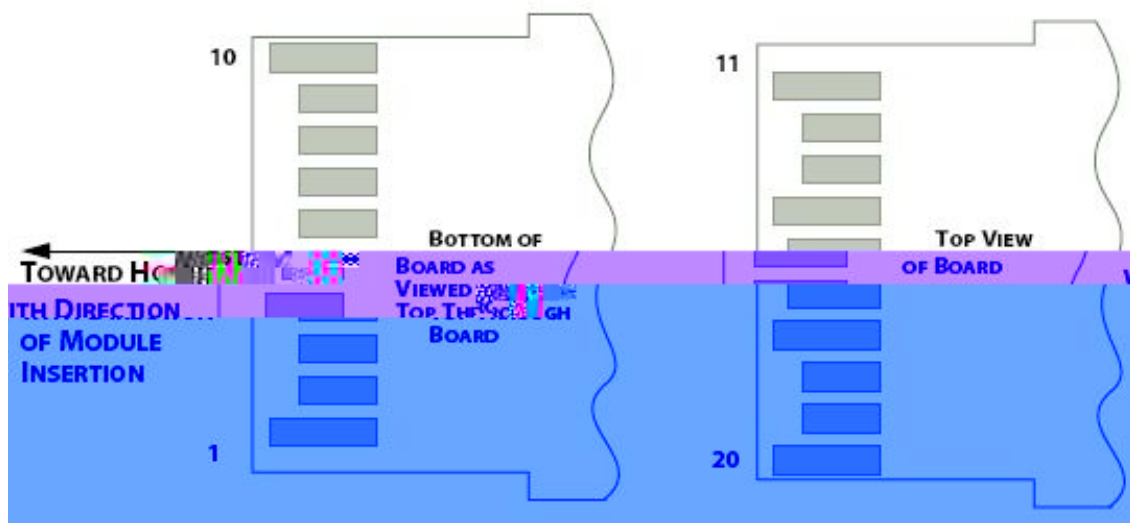 10
11
BOTTOM OF
BOARD AS
VIEWED
TOP
BOARD
TOP VIEW
OF BOARD
TOWARD
ITH DIRECTION
OF MODULE
INSERTION
1
20